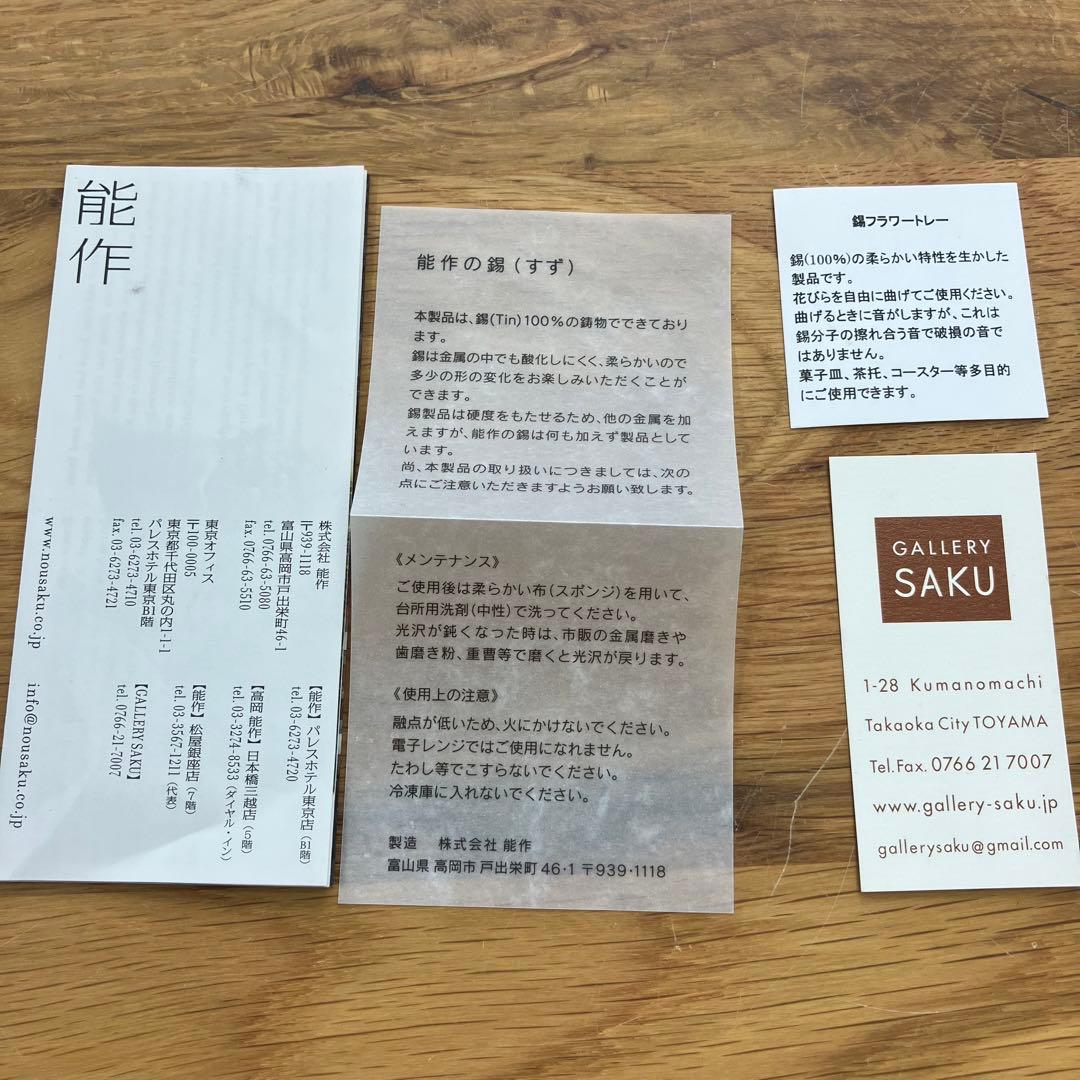 能
作
株式会社 能作
〒939-1118
富山県高岡市戸出栄町46-1
tel. 0766-63-5080
fax. 0766-63-5510
東京オフィス
〒100-0005
東京都千代田区丸の内1-1-1
パレスホテル東京B1階
tel. 03-6273-4710
fax. 03-6273-4721
www.nousaku.co.jp
【能作】パレスホテル東京店（B1階）
tel. 03-6273-4720
【高岡 能作】日本橋三越店（5階）
tel. 03-3274-8533（ダイヤル・イン）
【能作】松屋銀座店（7階）
tel. 03-3567-1211（代表）
【GALLERY SAKU】
tel. 0766-21-7007
info@nousaku.co.jp
能作の錫(すず)
本製品は、錫(Tin)100%の鋳物でできており
ます。
錫は金属の中でも酸化しにくく、柔らかいので
多少の形の変化をお楽しみいただくことが
できます。
錫製品は硬度をもたせるため、他の金属を加
えますが、能作の錫は何も加えず製品として
います。
尚、本製品の取り扱いにつきましては、次の
点にご注意いただきますようお願い致します。
《メンテナンス》
ご使用後は柔らかい布(スポンジ)を用いて、
台所用洗剤(中性)で洗ってください。
光沢が鈍くなった時は、市販の金属磨きや
歯磨き粉、重曹等で磨くと光沢が戻ります。
《使用上の注意》
融点が低いため、火にかけないでください。
電子レンジではご使用になれません。
たわし等でこすらないでください。
冷凍庫に入れないでください。
製造 株式会社 能作
富山県 高岡市 戸出栄町 46-1 〒939-1118
錫フラワートレー
錫(100%)の柔らかい特性を生かした
製品です。
花びらを自由に曲げてご使用ください。
曲げるときに音がしますが、これは
錫分子の擦れ合う音で破損の音で
はありません。
菓子皿、茶托、コースター等多目的
にご使用できます。
GALLERY
SAKU
1-28 Kumanomachi
Takaoka City TOYAMA
Tel.Fax. 0766 21 7007
www.gallery-saku.jp
gallerysaku@gmail.com